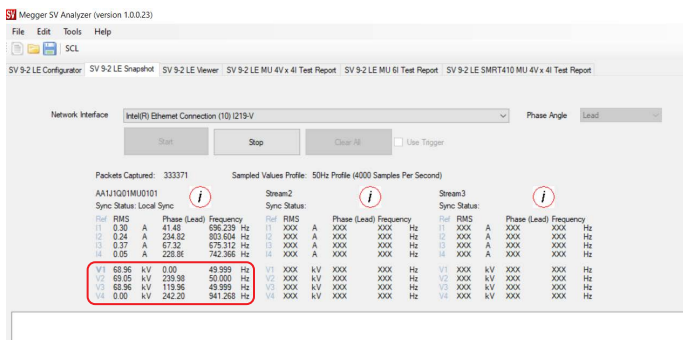 SV Megger SV Analyzer (version 1.0.0.23)
File Edit Tools Help
SCL
SV 9-2 LE Configurator SV 9-2 LE Snapshot SV 9-2 LE Viewer SV 9-2 LE MU 4V x 4I Test Report SV 9-2 LE MU 6I Test Report SV 9-2 LE SMRT410 MU 4V x 4I Test Report
Network Interface Intel(R) Ethernet Connection (10) I219-V Phase Angle Lead
Start Stop Clear All Use Trigger
Packets Captured: 333371 Sampled Values Profile: 50Hz Profile (4000 Samples Per Second)
AA1J1Q01MU0101 i Stream2 i Stream3 i
Sync Status: Local Sync Sync Status: Sync Status:
Ref RMS Phase (Lead) Frequency Ref RMS Phase (Lead) Frequency Ref RMS Phase (Lead) Frequency
I1 0.30 A 41.48 696.239 Hz I1 XXX A XXX XXX Hz I1 XXX A XXX XXX Hz
I2 0.24 A 234.82 803.604 Hz I2 XXX A XXX XXX Hz I2 XXX A XXX XXX Hz
I3 0.37 A 67.32 675.312 Hz I3 XXX A XXX XXX Hz I3 XXX A XXX XXX Hz
I4 0.05 A 228.86 742.366 Hz I4 XXX A XXX XXX Hz I4 XXX A XXX XXX Hz
V1 68.96 kV 0.00 49.999 Hz V1 XXX kV XXX XXX Hz V1 XXX kV XXX XXX Hz
V2 69.05 kV 239.98 50.000 Hz V2 XXX kV XXX XXX Hz V2 XXX kV XXX XXX Hz
V3 68.96 kV 119.96 49.999 Hz V3 XXX kV XXX XXX Hz V3 XXX kV XXX XXX Hz
V4 0.00 kV 242.20 941.268 Hz V4 XXX kV XXX XXX Hz V4 XXX kV XXX XXX Hz